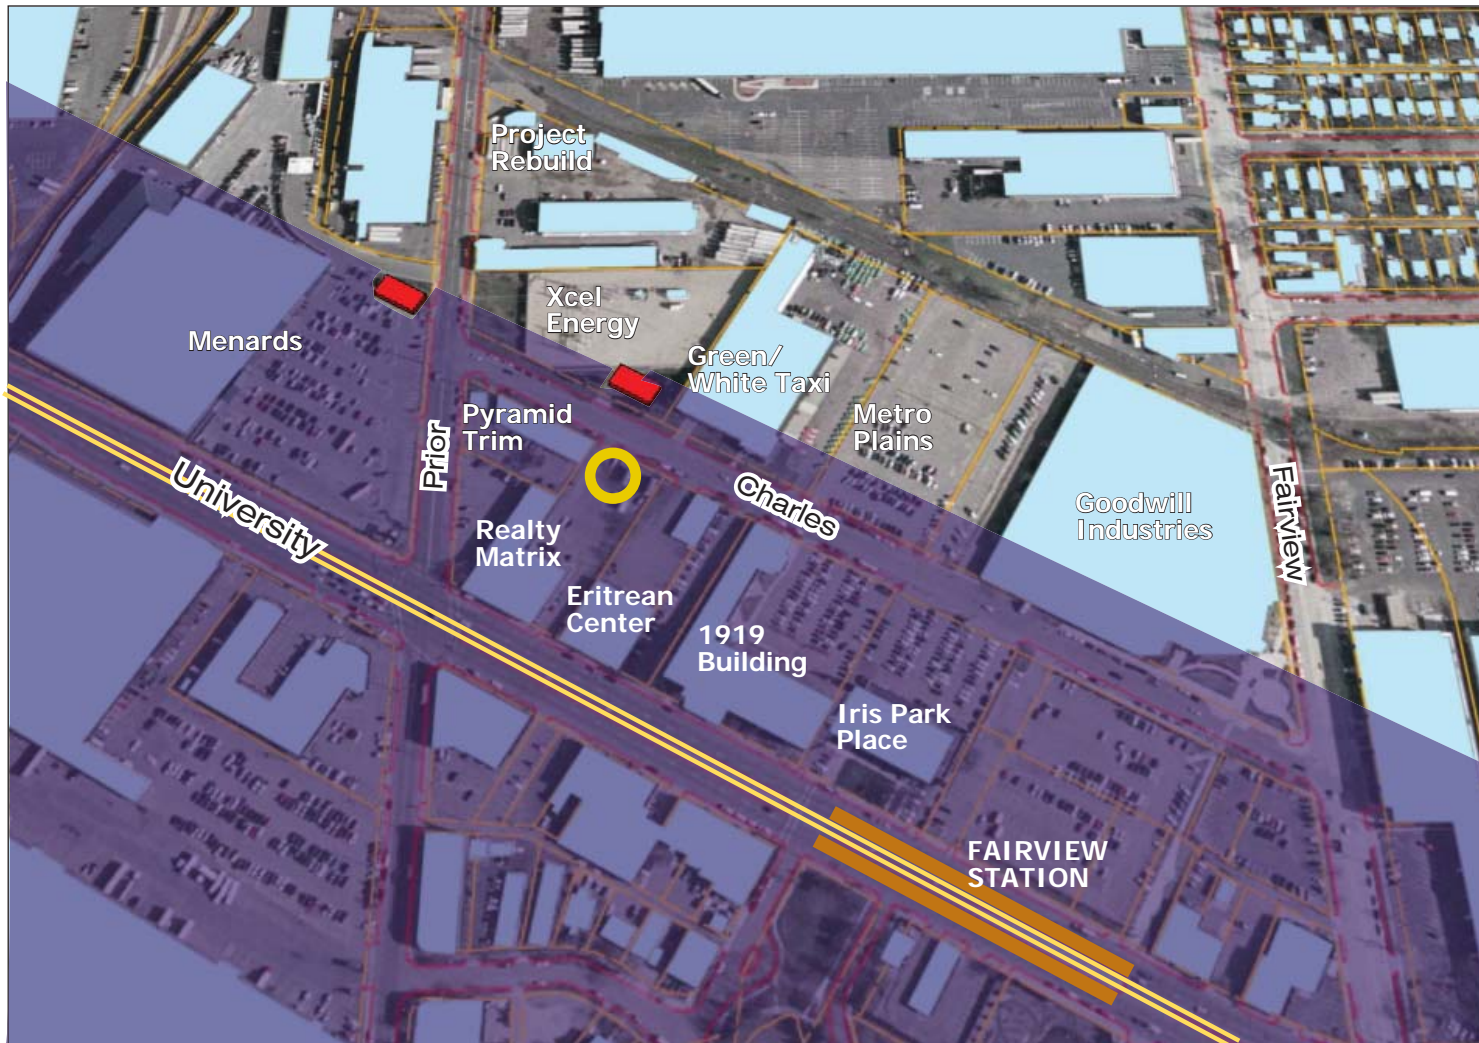 Project
Rebuild
Xcel
Energy
Menards
Green/
White Taxi
Pyramid
Trim
Metro
Plains
Prior
University
Charles
Fairview
Goodwill
Industries
Realty
Matrix
Eritrean
Center
1919
Building
Iris Park
Place
FAIRVIEW
STATION